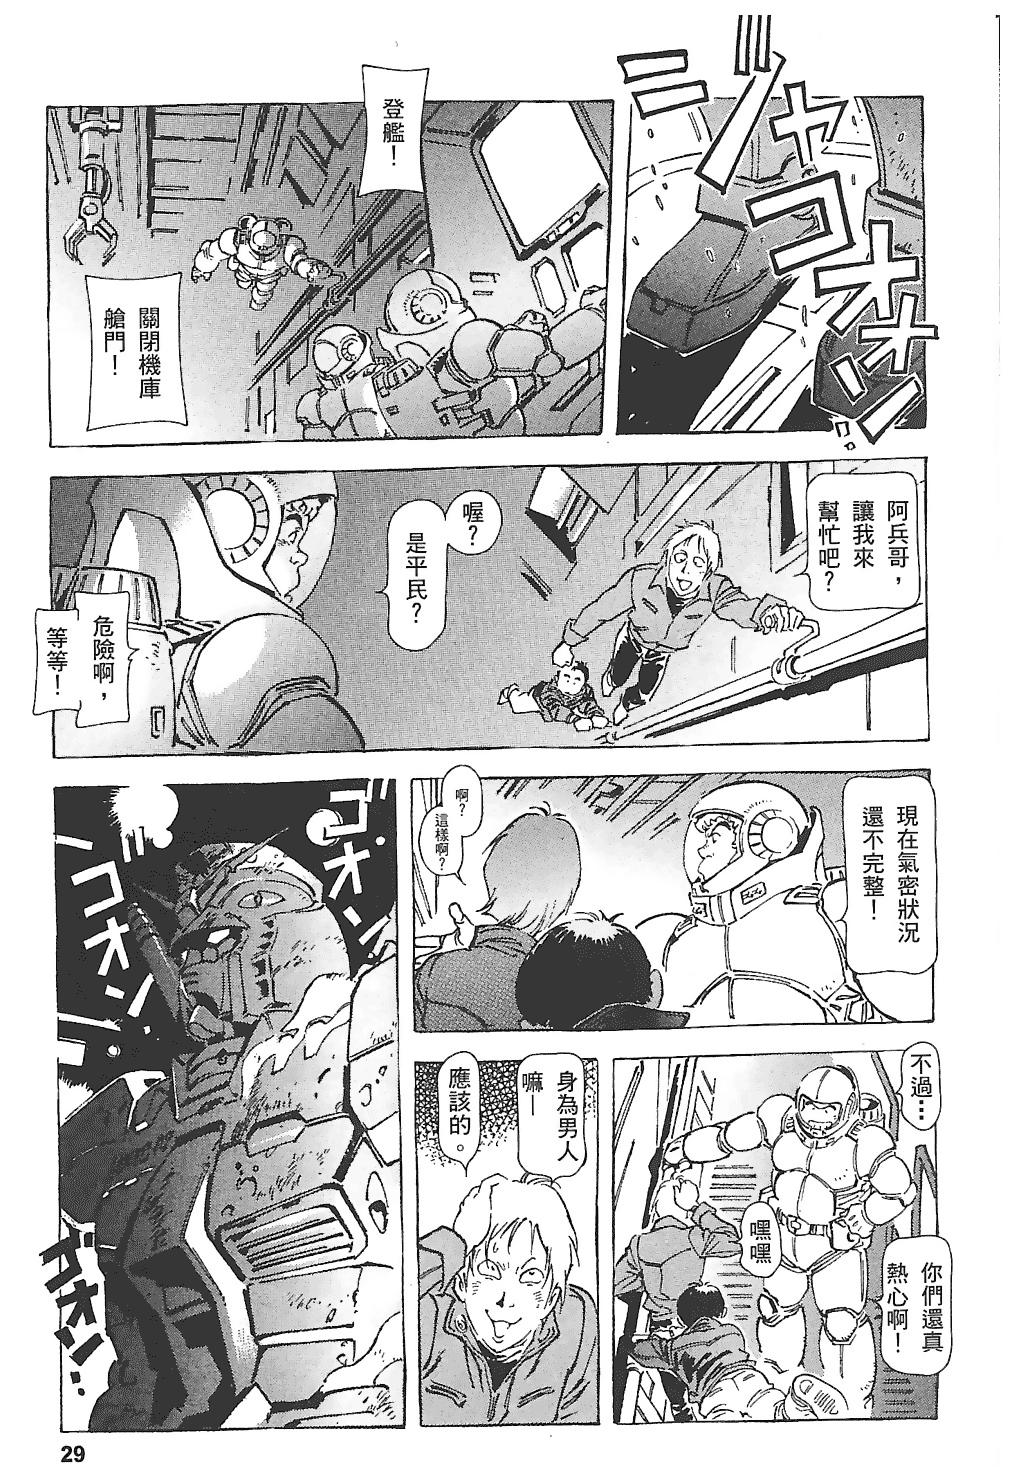 ジャコオン
登艦！
關閉機庫
艙門！
阿兵哥，
讓我來
幫忙吧？
喔？
是平民？
危險啊，
等等！
現在氣密狀況
還不完整！
啊？
這樣啊？
不過⋯
嘿嘿
你們還真
熱心啊！
身為男人
嘛—
應該的。
ゴオン
ゴオン
ゴオン
29